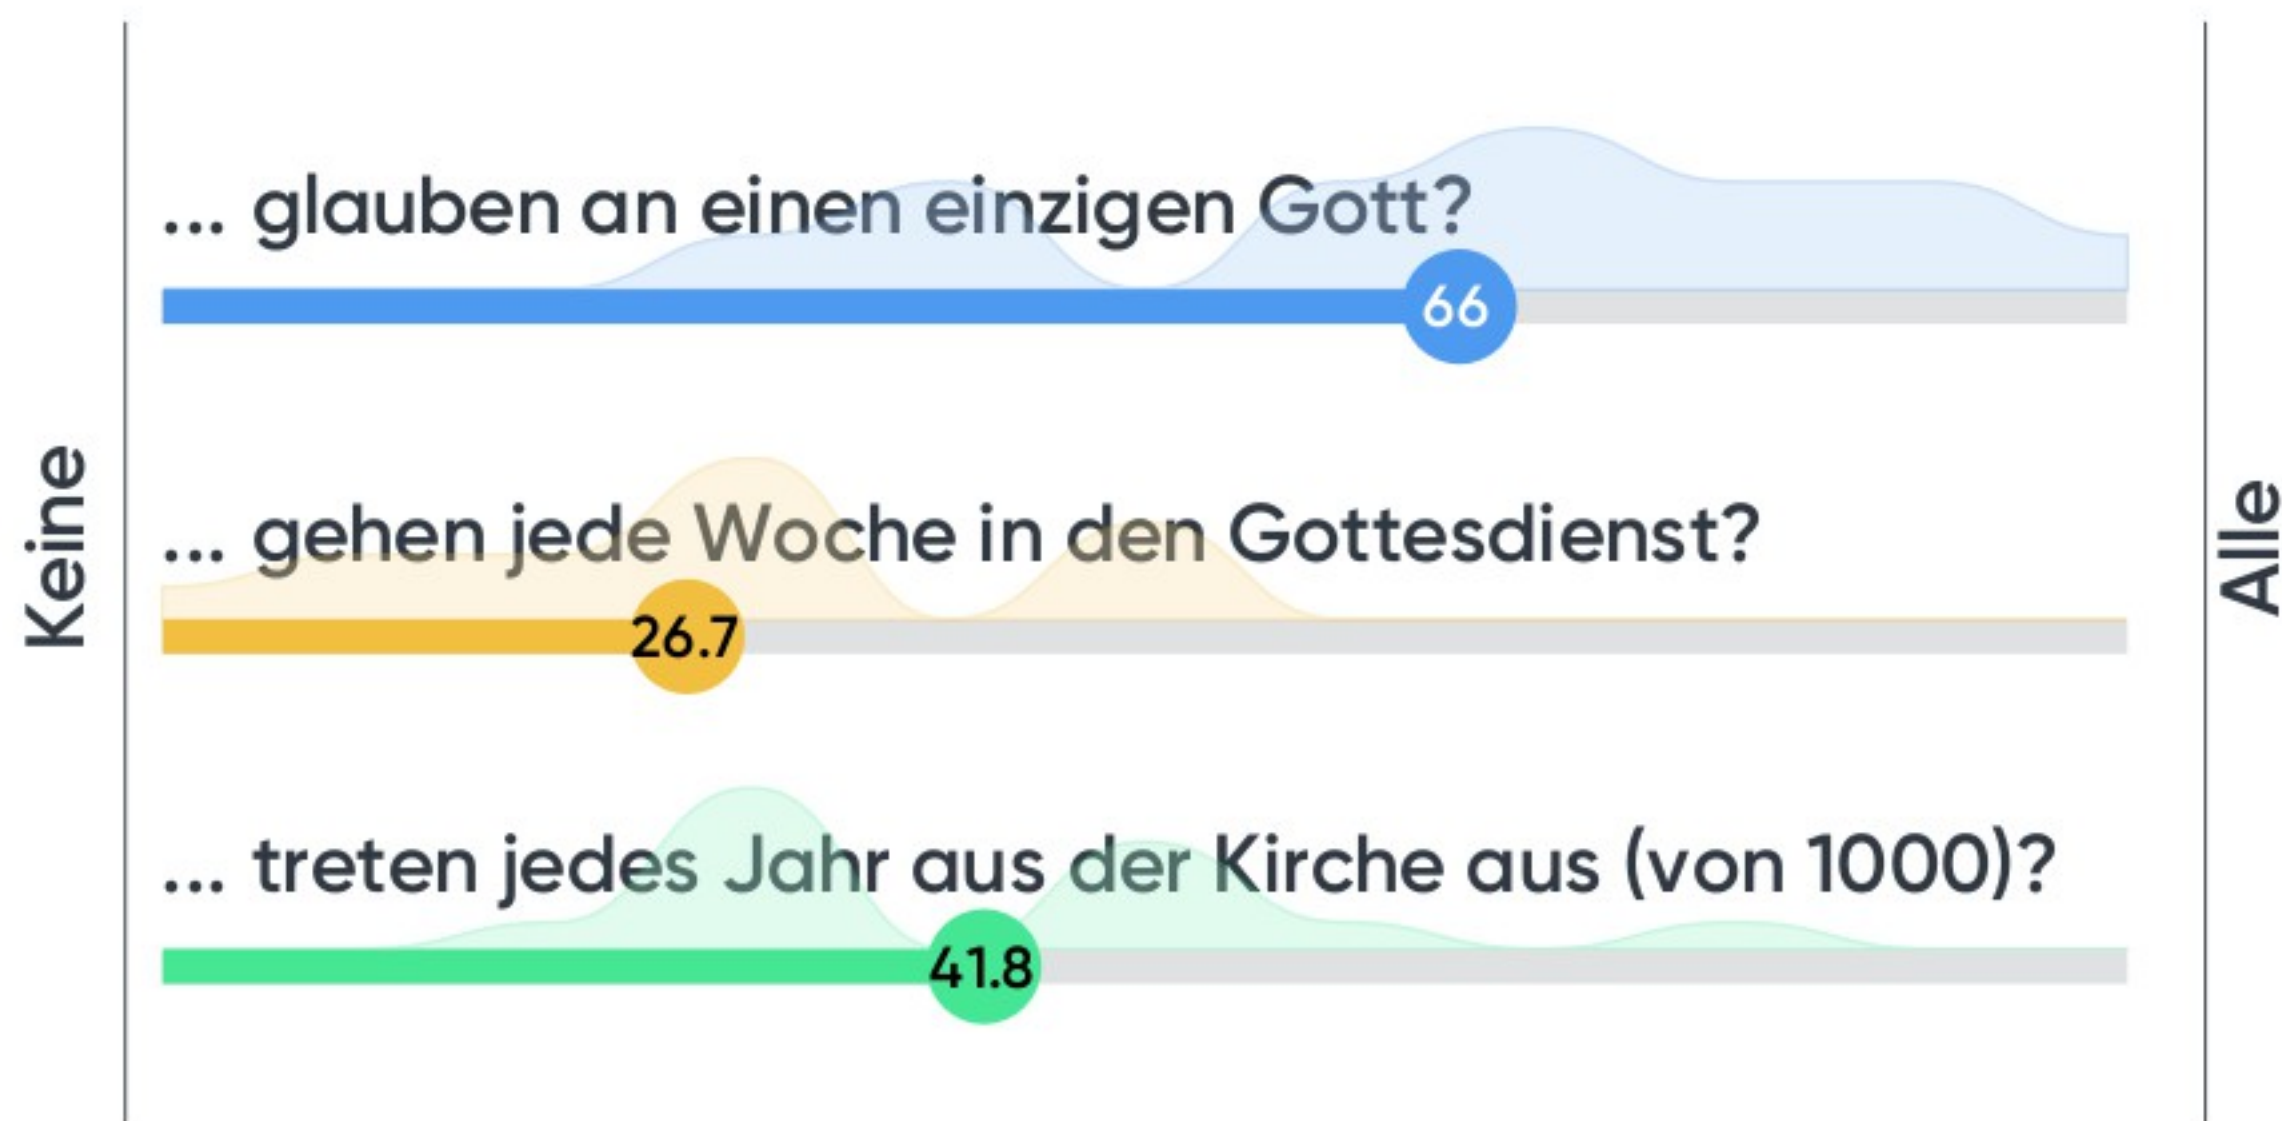 ... glauben an einen einzigen Gott?
66
Keine
... gehen jede Woche in den Gottesdienst?
26.7
Alle
... treten jedes Jahr aus der Kirche aus (von 1000)?
41.8